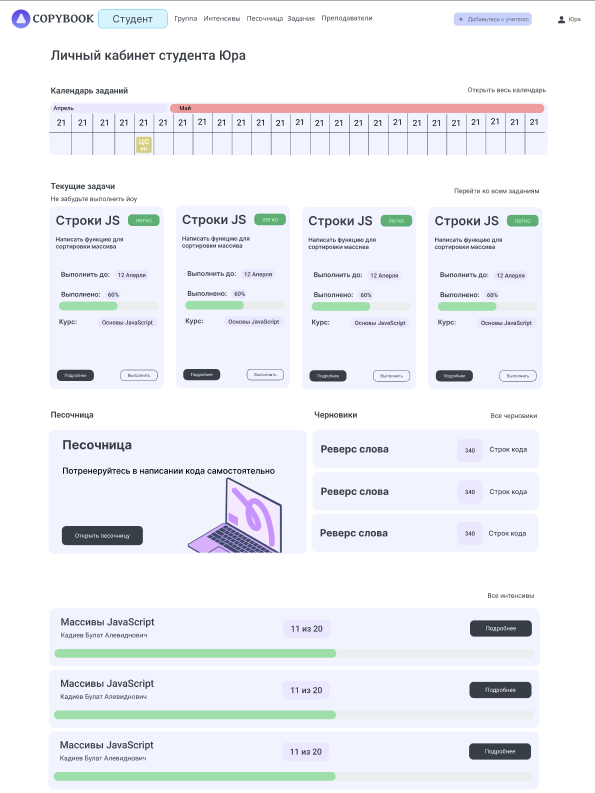 COPYBOOK Студент Группа Интенсивы Песочница Задания Преподаватели + Добавьтесь к учителю Юра
Личный кабинет студента Юра
Календарь заданий Открыть весь календарь
Апрель Май
21 21 21 21 21 21 21 21 21 21 21 21 21 21 21 21 21 21 21 21 21 21 21 21 21
ЦС
Текущие задачи
Не забудьте выполнить йоу Перейти ко всем заданиям
Строки JS легко Строки JS легко Строки JS легко Строки JS легко
Написать функцию для Написать функцию для Написать функцию для Написать функцию для
сортировки массива сортировки массива сортировки массива сортировки массива
Выполнить до: 12 Апреля Выполнить до: 12 Апреля Выполнить до: 12 Апреля Выполнить до: 12 Апреля
Выполнено: 60% Выполнено: 60% Выполнено: 60% Выполнено: 60%
Курс: Основы JavaScript Курс: Основы JavaScript Курс: Основы JavaScript Курс: Основы JavaScript
Подробнее Выполнить Подробнее Выполнить Подробнее Выполнить Подробнее Выполнить
Песочница Черновики Все черновики
Песочница
Потренеруйтесь в написании кода самостоятельно
Открыть песочницу
Реверс слова 340 Строк кода
Реверс слова 340 Строк кода
Реверс слова 340 Строк кода
Все интенсивы
Массивы JavaScript
Кадиев Булат Алевиднович 11 из 20 Подробнее
Массивы JavaScript
Кадиев Булат Алевиднович 11 из 20 Подробнее
Массивы JavaScript
Кадиев Булат Алевиднович 11 из 20 Подробнее